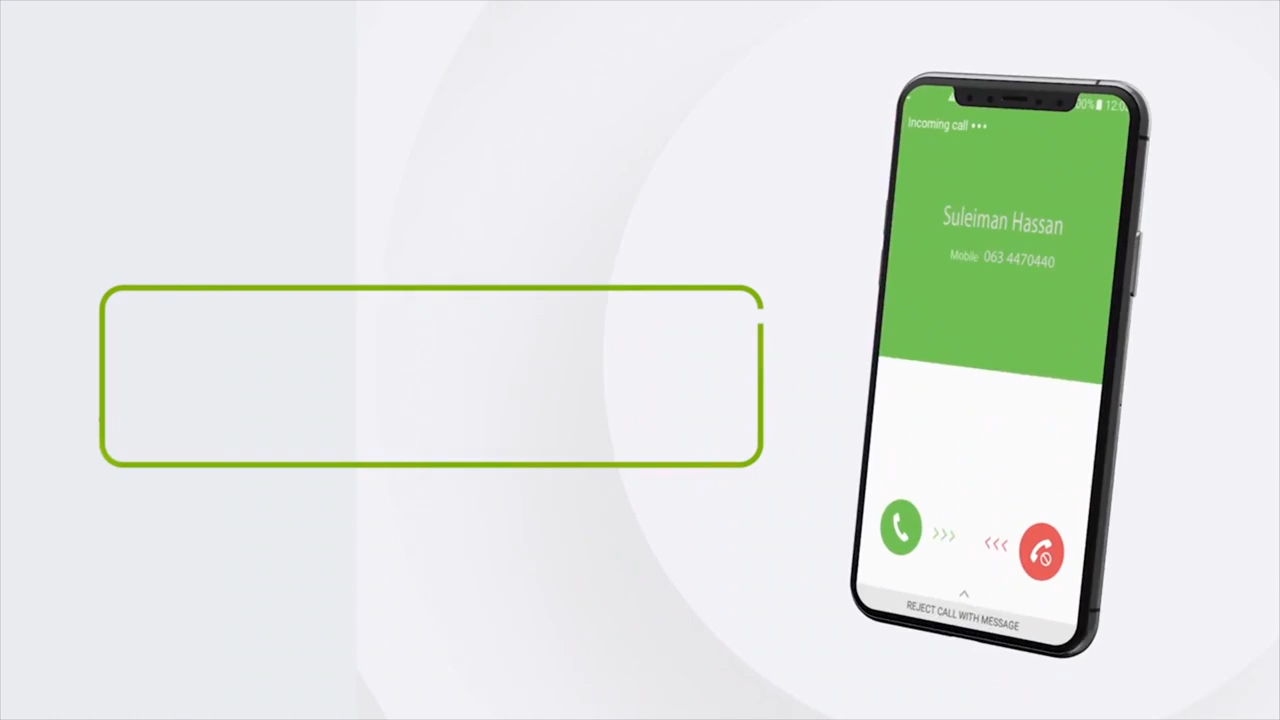 Incoming call •••
Suleiman Hassan
Mobile 063 4470440
REJECT CALL WITH MESSAGE